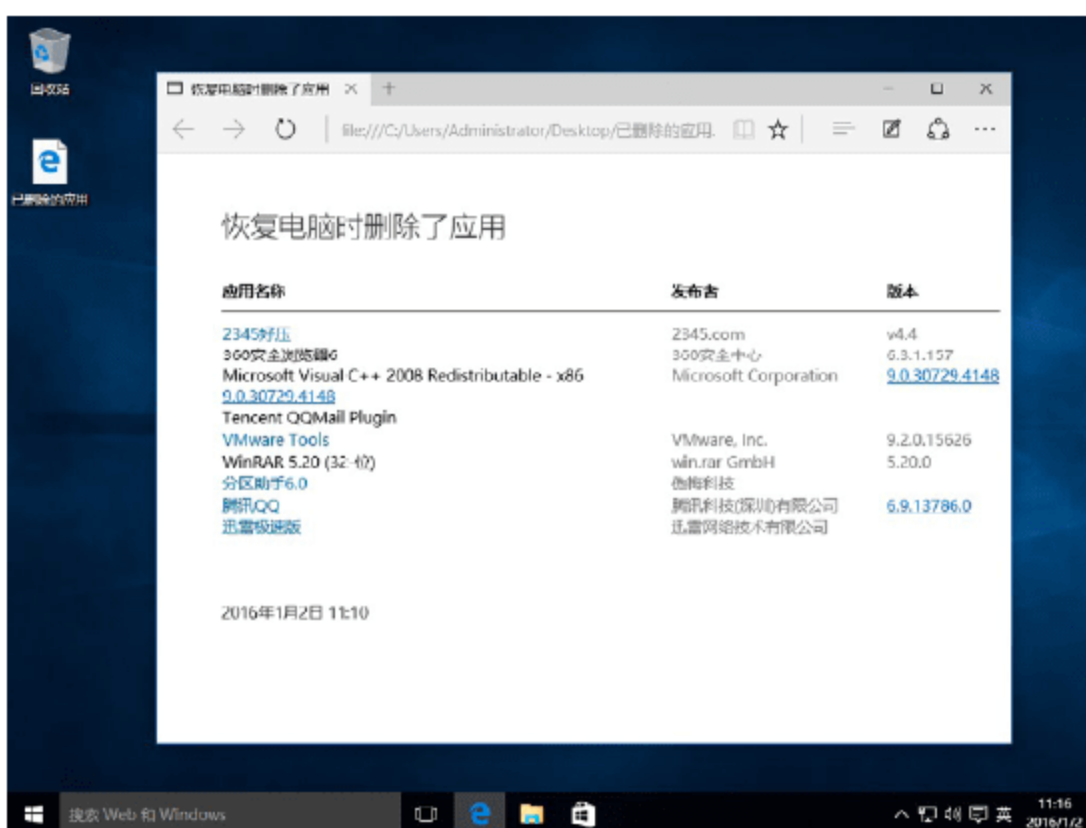 回收站
已删除的应用
恢复电脑时删除了应用
file:///C:/Users/Administrator/Desktop/已删除的应用.
恢复电脑时删除了应用
应用名称 发布者 版本
2345好压 2345.com v4.4
360安全浏览器6 360安全中心 6.3.1.157
Microsoft Visual C++ 2008 Redistributable - x86 Microsoft Corporation 9.0.30729.4148
9.0.30729.4148
Tencent QQMail Plugin
VMware Tools VMware, Inc. 9.2.0.15626
WinRAR 5.20 (32-位) win.rar GmbH 5.20.0
分区助手6.0 傲梅科技
腾讯QQ 腾讯科技(深圳)有限公司 6.9.13786.0
迅雷极速版 迅雷网络技术有限公司
2016年1月2日 11:10
搜索 Web 和 Windows
英
11:16
2016/1/2